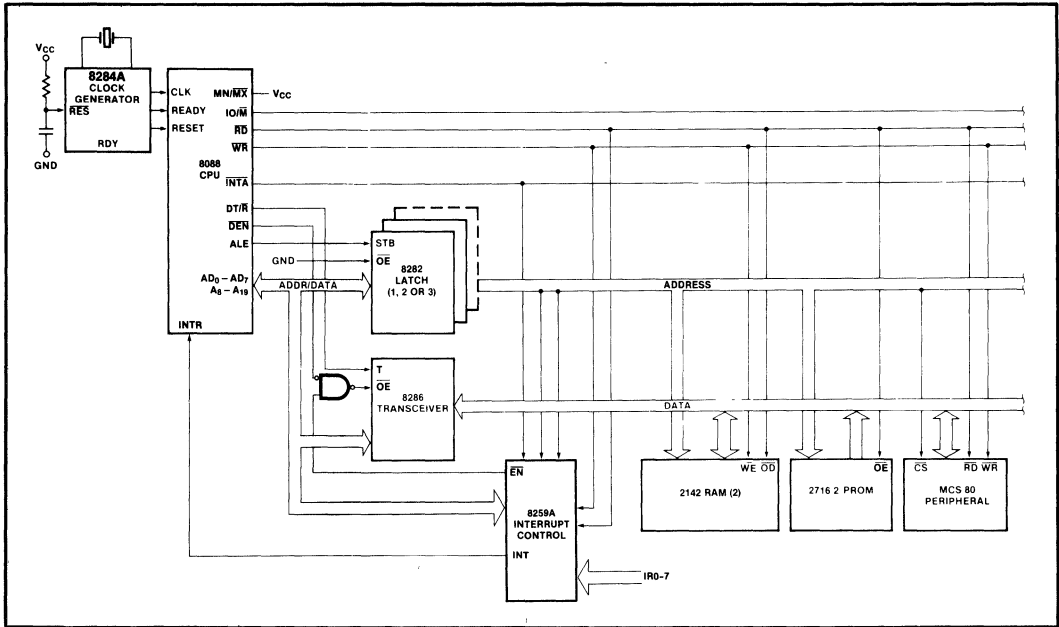 VCC
8284A
CLOCK
GENERATOR
RES
RDY
GND
CLK
READY
RESET
8088
CPU
MN/MX
VCC
IO/M
RD
WR
INTA
DT/R
DEN
ALE
AD0 – AD7
A8 – A19
INTR
GND
ADDR/DATA
STB
OE
8282
LATCH
(1, 2 OR 3)
ADDRESS
T
OE
8286
TRANSCEIVER
DATA
EN
8259A
INTERRUPT
CONTROL
INT
IR0-7
WE OD
2142 RAM (2)
OE
2716 2 PROM
CS
RD WR
MCS 80
PERIPHERAL